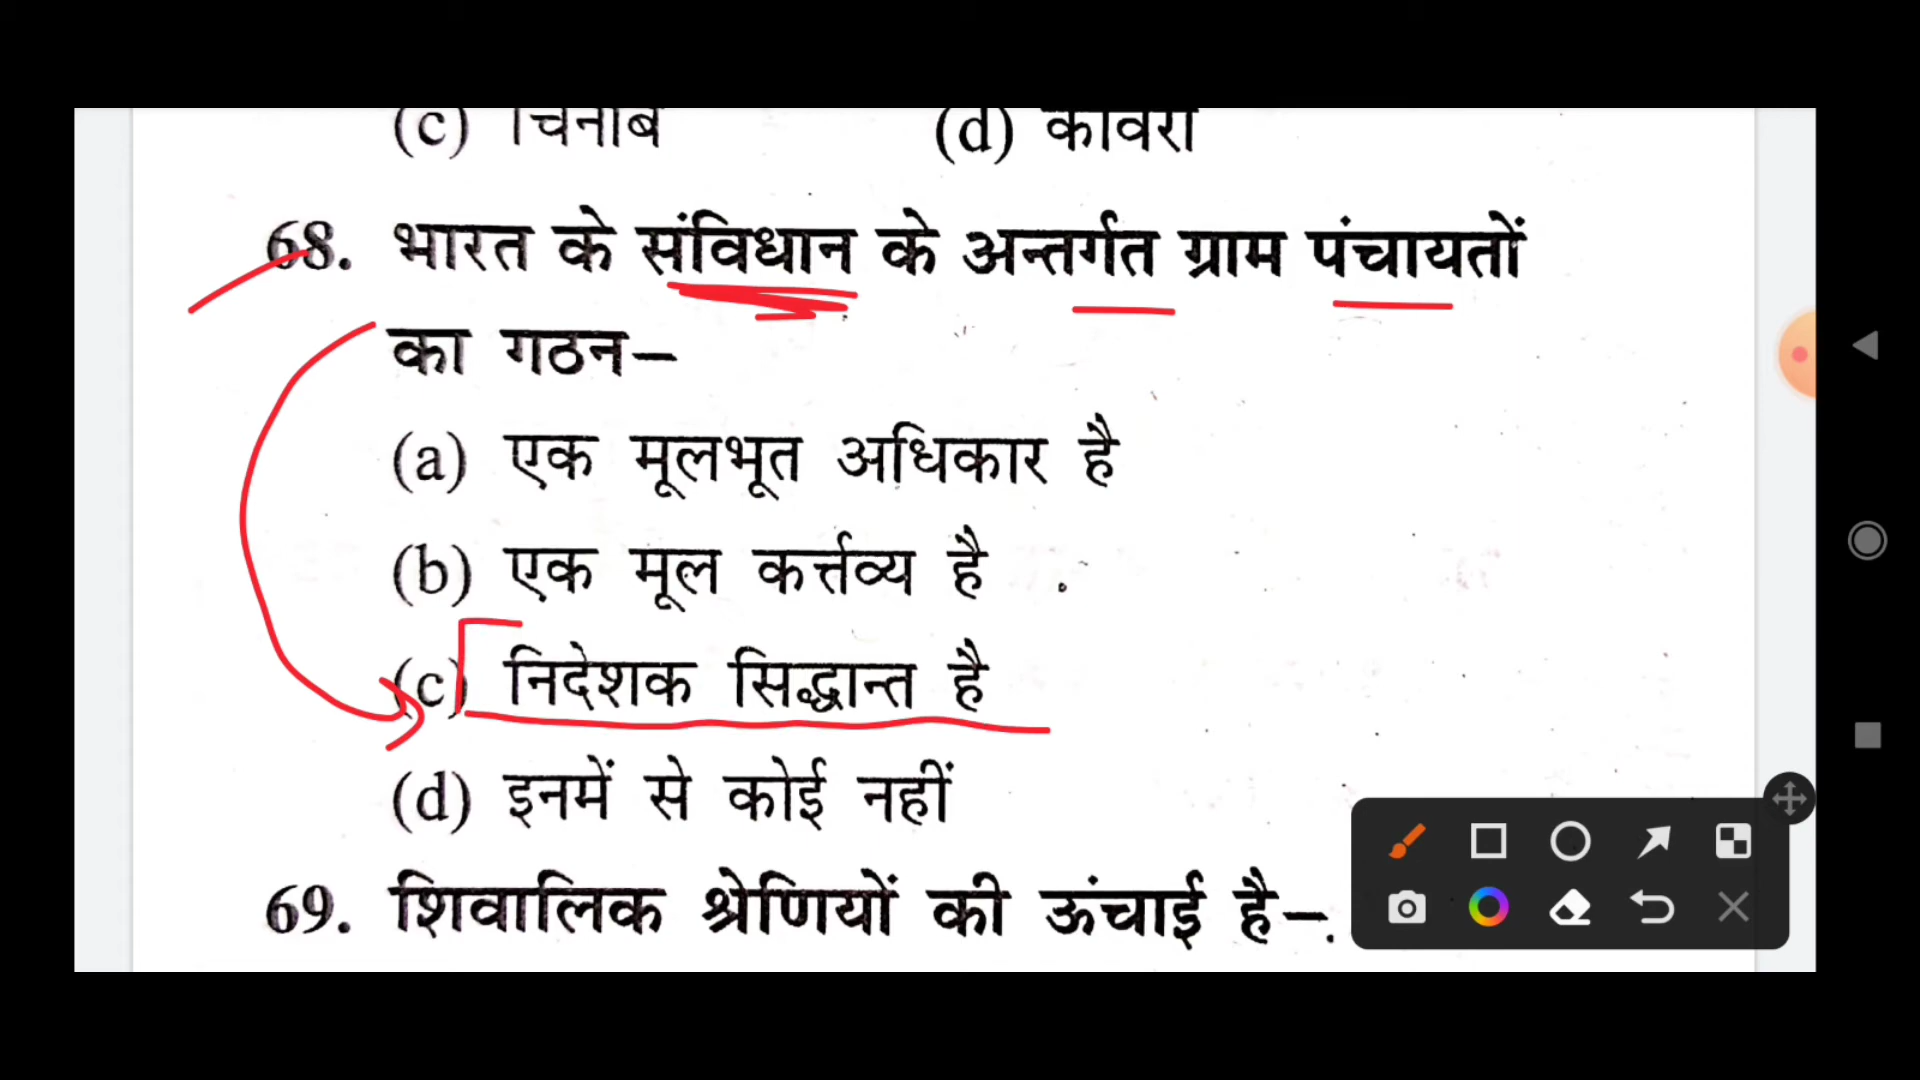 (c) चिनाब (d) कावेरी
68. भारत के संविधान के अन्तर्गत ग्राम पंचायतों
का गठन–
(a) एक मूलभूत अधिकार है
(b) एक मूल कर्त्तव्य है
(c) निदेशक सिद्धान्त है
(d) इनमें से कोई नहीं
69. शिवालिक श्रेणियों की ऊंचाई है–